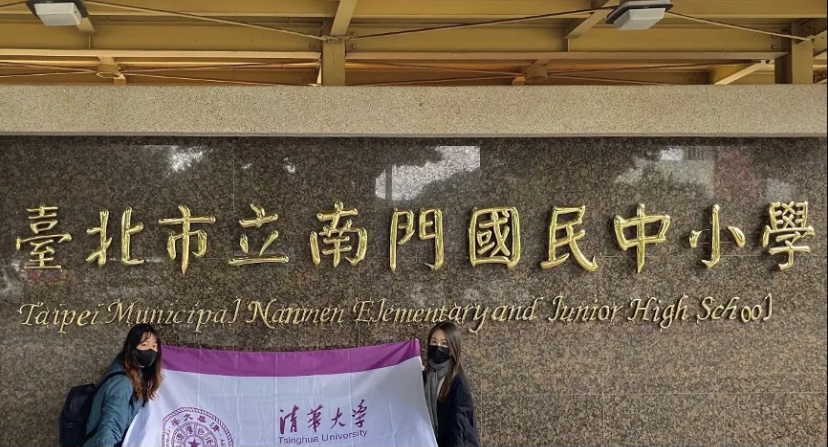 臺北市立南門國民中小學
Taipei Municipal Nanmen Elementary and Junior High School
清華大学
Tsinghua University